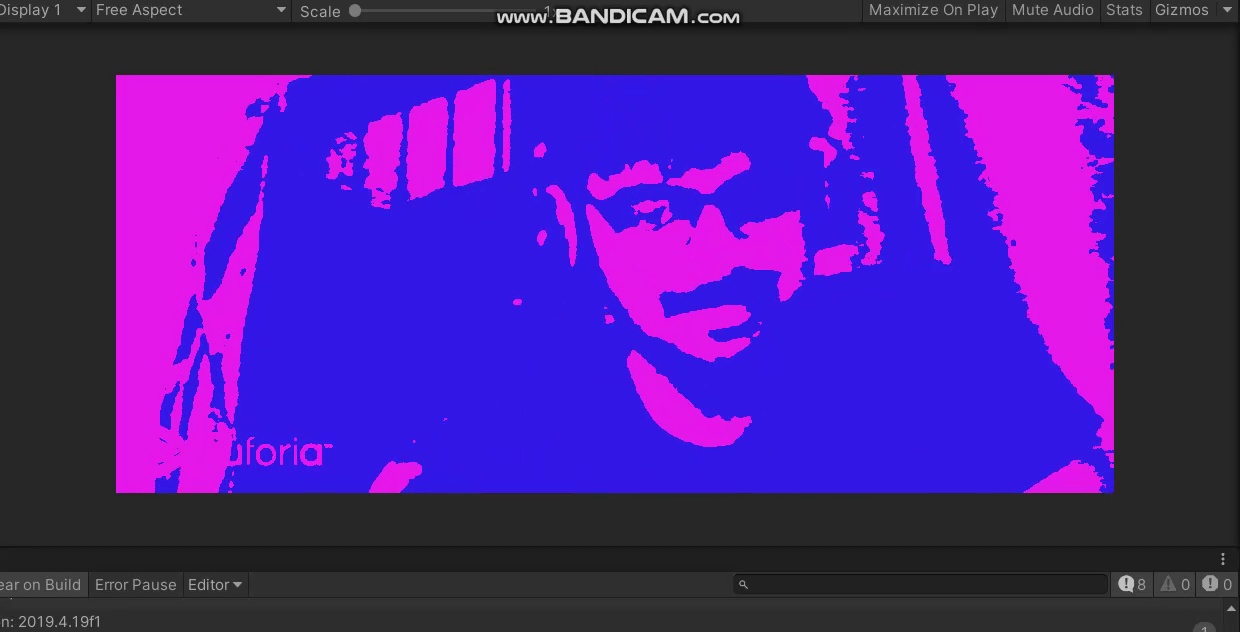 Display 1 Free Aspect Scale www.BANDICAM.com Maximize On Play Mute Audio Stats Gizmos
uforia
ear on Build Error Pause Editor 8 0 0
n: 2019.4.19f1
1